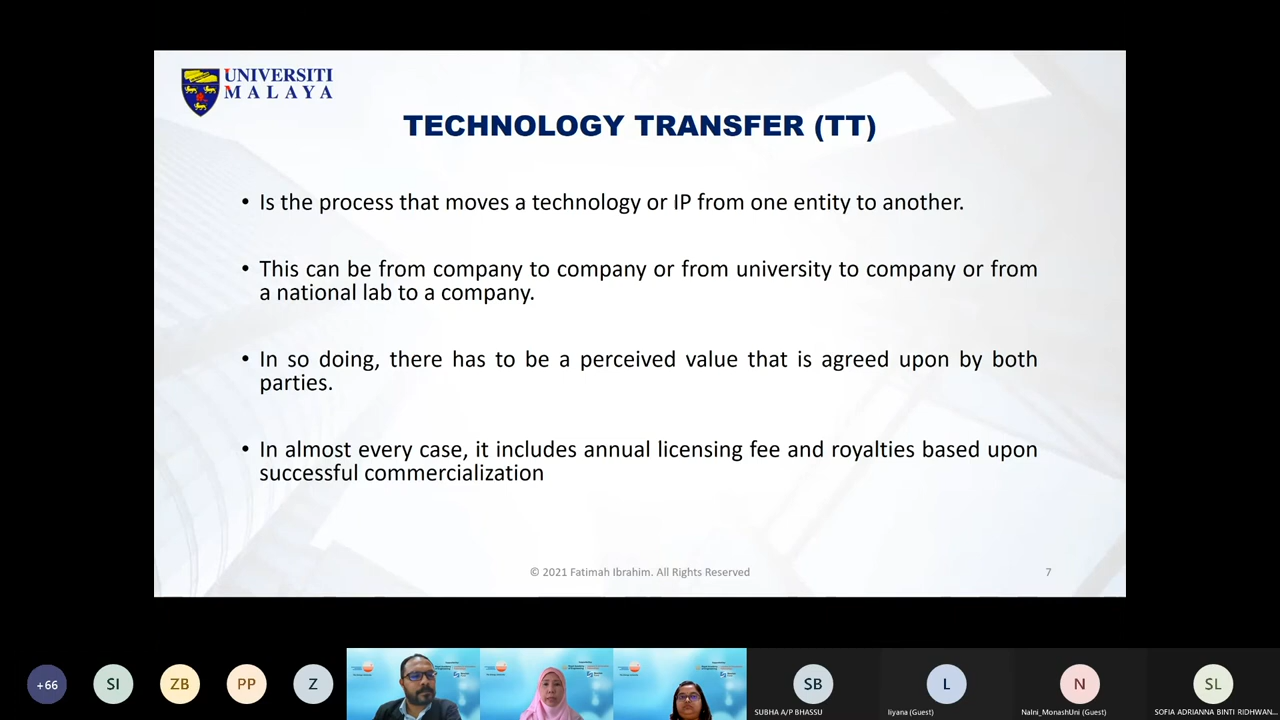 UNIVERSITI
MALAYA
TECHNOLOGY TRANSFER (TT)
• Is the process that moves a technology or IP from one entity to another.
• This can be from company to company or from university to company or from
a national lab to a company.
• In so doing, there has to be a perceived value that is agreed upon by both
parties.
• In almost every case, it includes annual licensing fee and royalties based upon
successful commercialization
© 2021 Fatimah Ibrahim. All Rights Reserved
7
+66
SI
ZB
PP
Z
SB
L
N
SL
SUBHA A/P BHASSU
liyana (Guest)
Nalni_MonashUni (Guest)
SOFIA ADRIANNA BINTI RIDHWAN...